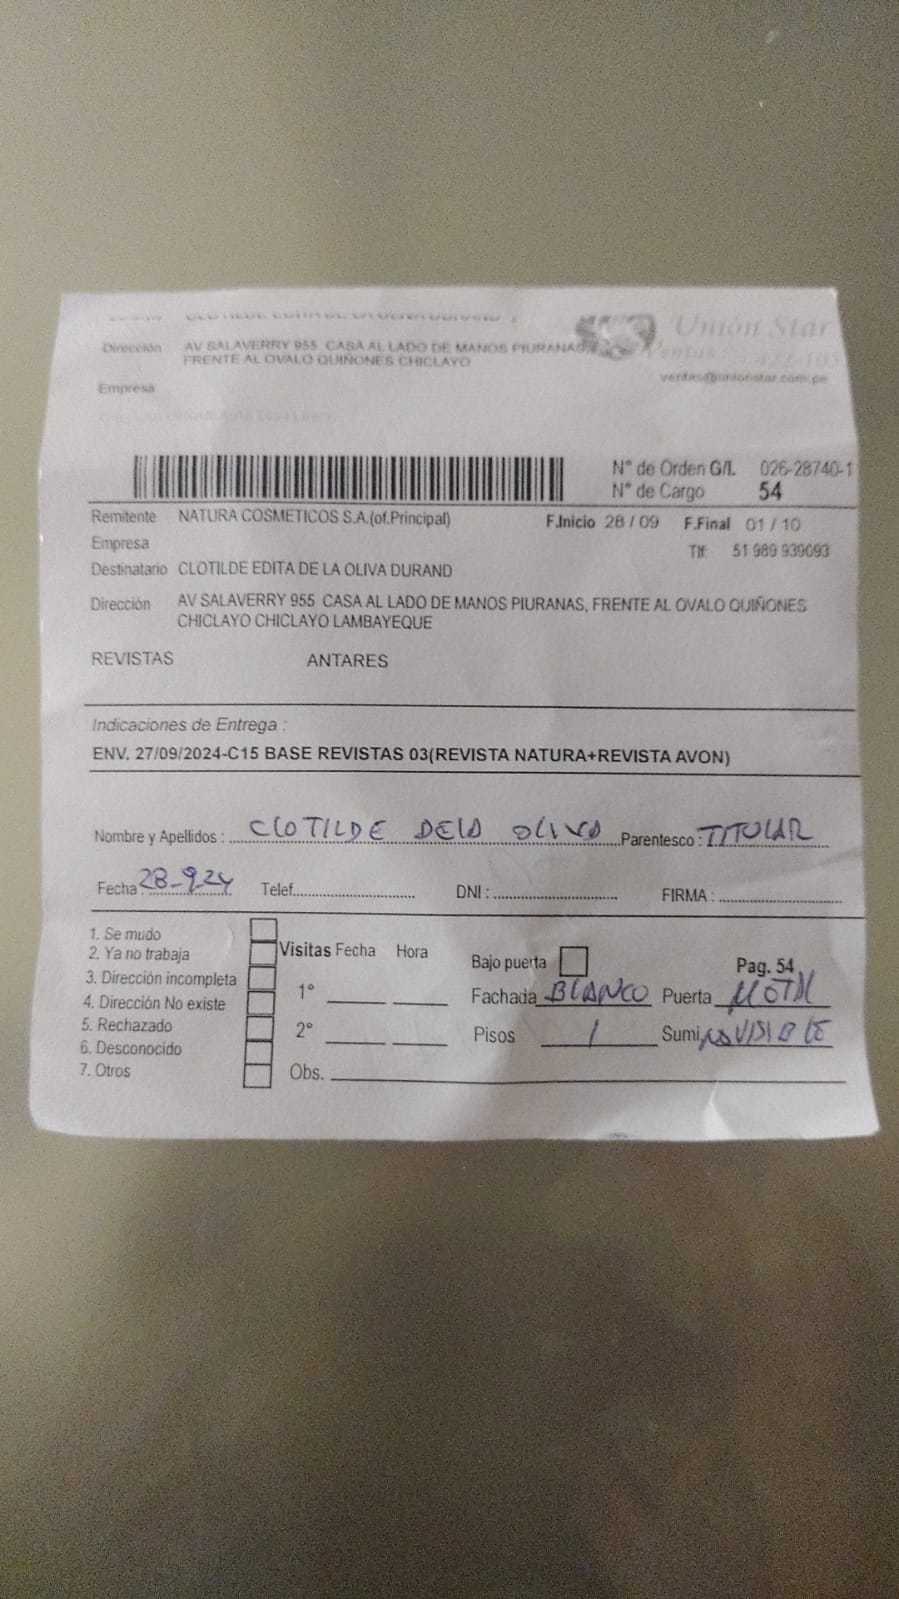 Unión Star
Dirección AV SALAVERRY 955 CASA AL LADO DE MANOS PIURANAS,
FRENTE AL OVALO QUIÑONES CHICLAYO
ventas@unionstar.com.pe
Empresa
N° de Orden G/I. 026-28740-1
N° de Cargo 54
Remitente NATURA COSMETICOS S.A.(of.Principal) F.Inicio 28 / 09 F.Final 01 / 10
Empresa Tlf: 51 989 939093
Destinatario CLOTILDE EDITA DE LA OLIVA DURAND
Dirección AV SALAVERRY 955 CASA AL LADO DE MANOS PIURANAS, FRENTE AL OVALO QUIÑONES
CHICLAYO CHICLAYO LAMBAYEQUE
REVISTAS ANTARES
Indicaciones de Entrega :
ENV. 27/09/2024-C15 BASE REVISTAS 03(REVISTA NATURA+REVISTA AVON)
Nombre y Apellidos : CLOTILDE DELA OLIVA Parentesco : TITULAR
Fecha : 28-9-24 Telef. DNI : FIRMA :
1. Se mudo
2. Ya no trabaja
3. Dirección incompleta
4. Dirección No existe
5. Rechazado
6. Desconocido
7. Otros
Visitas Fecha Hora
1°
2°
Obs.
Bajo puerta Pag. 54
Fachada BLANCO Puerta
Pisos 1 Sumi NO VISIBLE